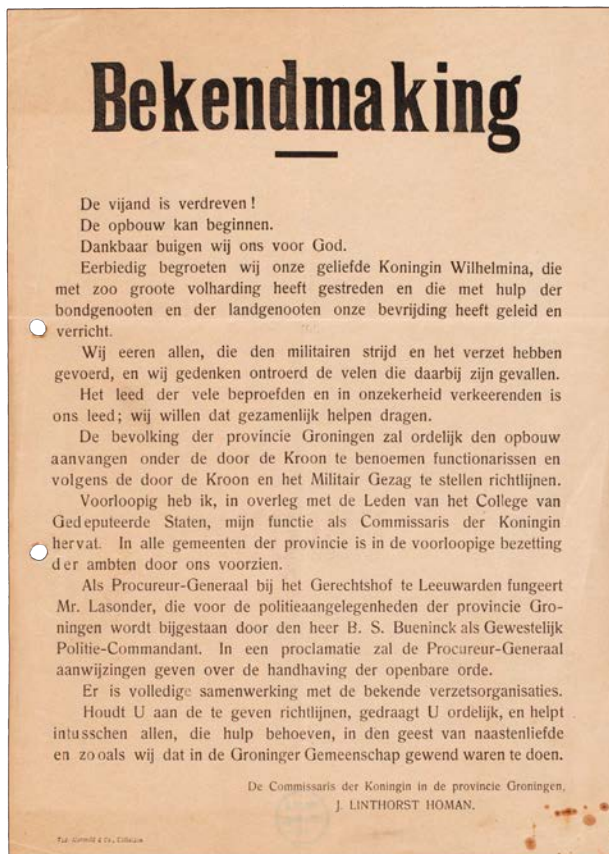 Bekendmaking
De vijand is verdreven!
De opbouw kan beginnen.
Dankbaar buigen wij ons voor God.
Eerbiedig begroeten wij onze geliefde Koningin Wilhelmina, die
met zoo groote volharding heeft gestreden en die met hulp der
bondgenooten en der landgenooten onze bevrijding heeft geleid en
verricht.
Wij eeren allen, die den militairen strijd en het verzet hebben
gevoerd, en wij gedenken ontroerd de velen die daarbij zijn gevallen.
Het leed der vele beproefden en in onzekerheid verkeerenden is
ons leed; wij willen dat gezamenlijk helpen dragen.
De bevolking der provincie Groningen zal ordelijk den opbouw
aanvangen onder de door de Kroon te benoemen functionarissen en
volgens de door de Kroon en het Militair Gezag te stellen richtlijnen.
Voorloopig heb ik, in overleg met de Leden van het College van
Gedeputeerde Staten, mijn functie als Commissaris der Koningin
hervat. In alle gemeenten der provincie is in de voorloopige bezetting
der ambten door ons voorzien.
Als Procureur-Generaal bij het Gerechtshof te Leeuwarden fungeert
Mr. Lasonder, die voor de politieaangelegenheden der provincie Gro-
ningen wordt bijgestaan door den heer B. S. Bueninck als Gewestelijk
Politie-Commandant. In een proclamatie zal de Procureur-Generaal
aanwijzingen geven over de handhaving der openbare orde.
Er is volledige samenwerking met de bekende verzetsorganisaties.
Houdt U aan de te geven richtlijnen, gedraagt U ordelijk, en helpt
intusschen allen, die hulp behoeven, in den geest van naastenliefde
en zooals wij dat in de Groninger Gemeenschap gewend waren te doen.
De Commissaris der Koningin in de provincie Groningen,
J. LINTHORST HOMAN.